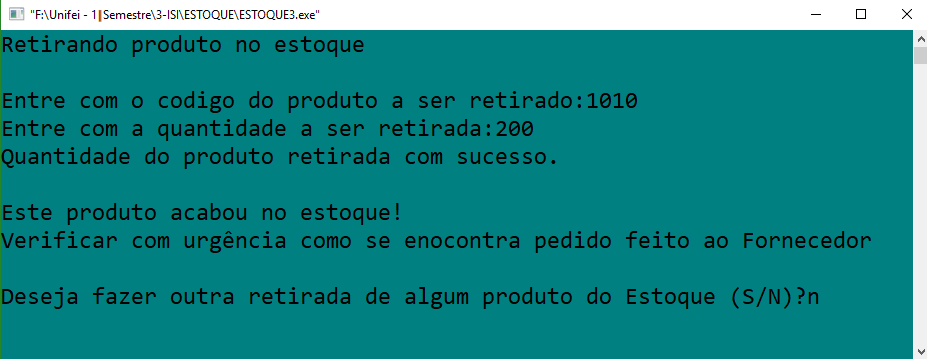 "F:\Unifei - 1‖Semestre\3-ISI\ESTOQUE\ESTOQUE3.exe"
Retirando produto no estoque
Entre com o codigo do produto a ser retirado:1010
Entre com a quantidade a ser retirada:200
Quantidade do produto retirada com sucesso.
Este produto acabou no estoque!
Verificar com urgência como se enocontra pedido feito ao Fornecedor
Deseja fazer outra retirada de algum produto do Estoque (S/N)?n